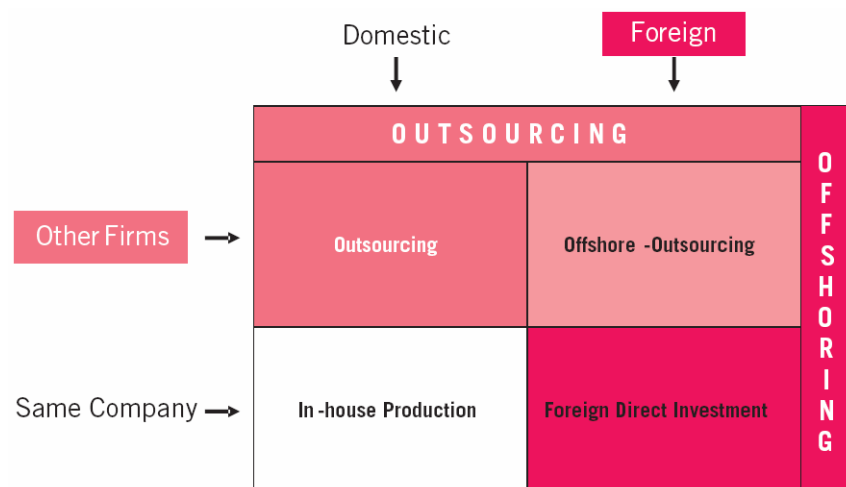 Domestic
Foreign
OUTSOURCING
OFFSHORING
Other Firms
Outsourcing
Offshore -Outsourcing
Same Company
In -house Production
Foreign Direct Investment